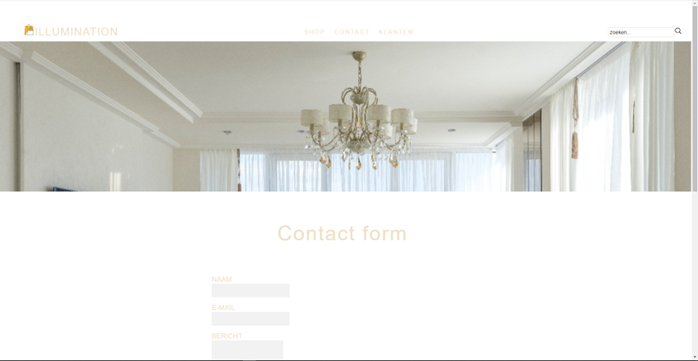 ILLUMINATION
SHOP CONTACT KLANTEN
zoeken..
Contact form
NAAM
E-MAIL
BERICHT